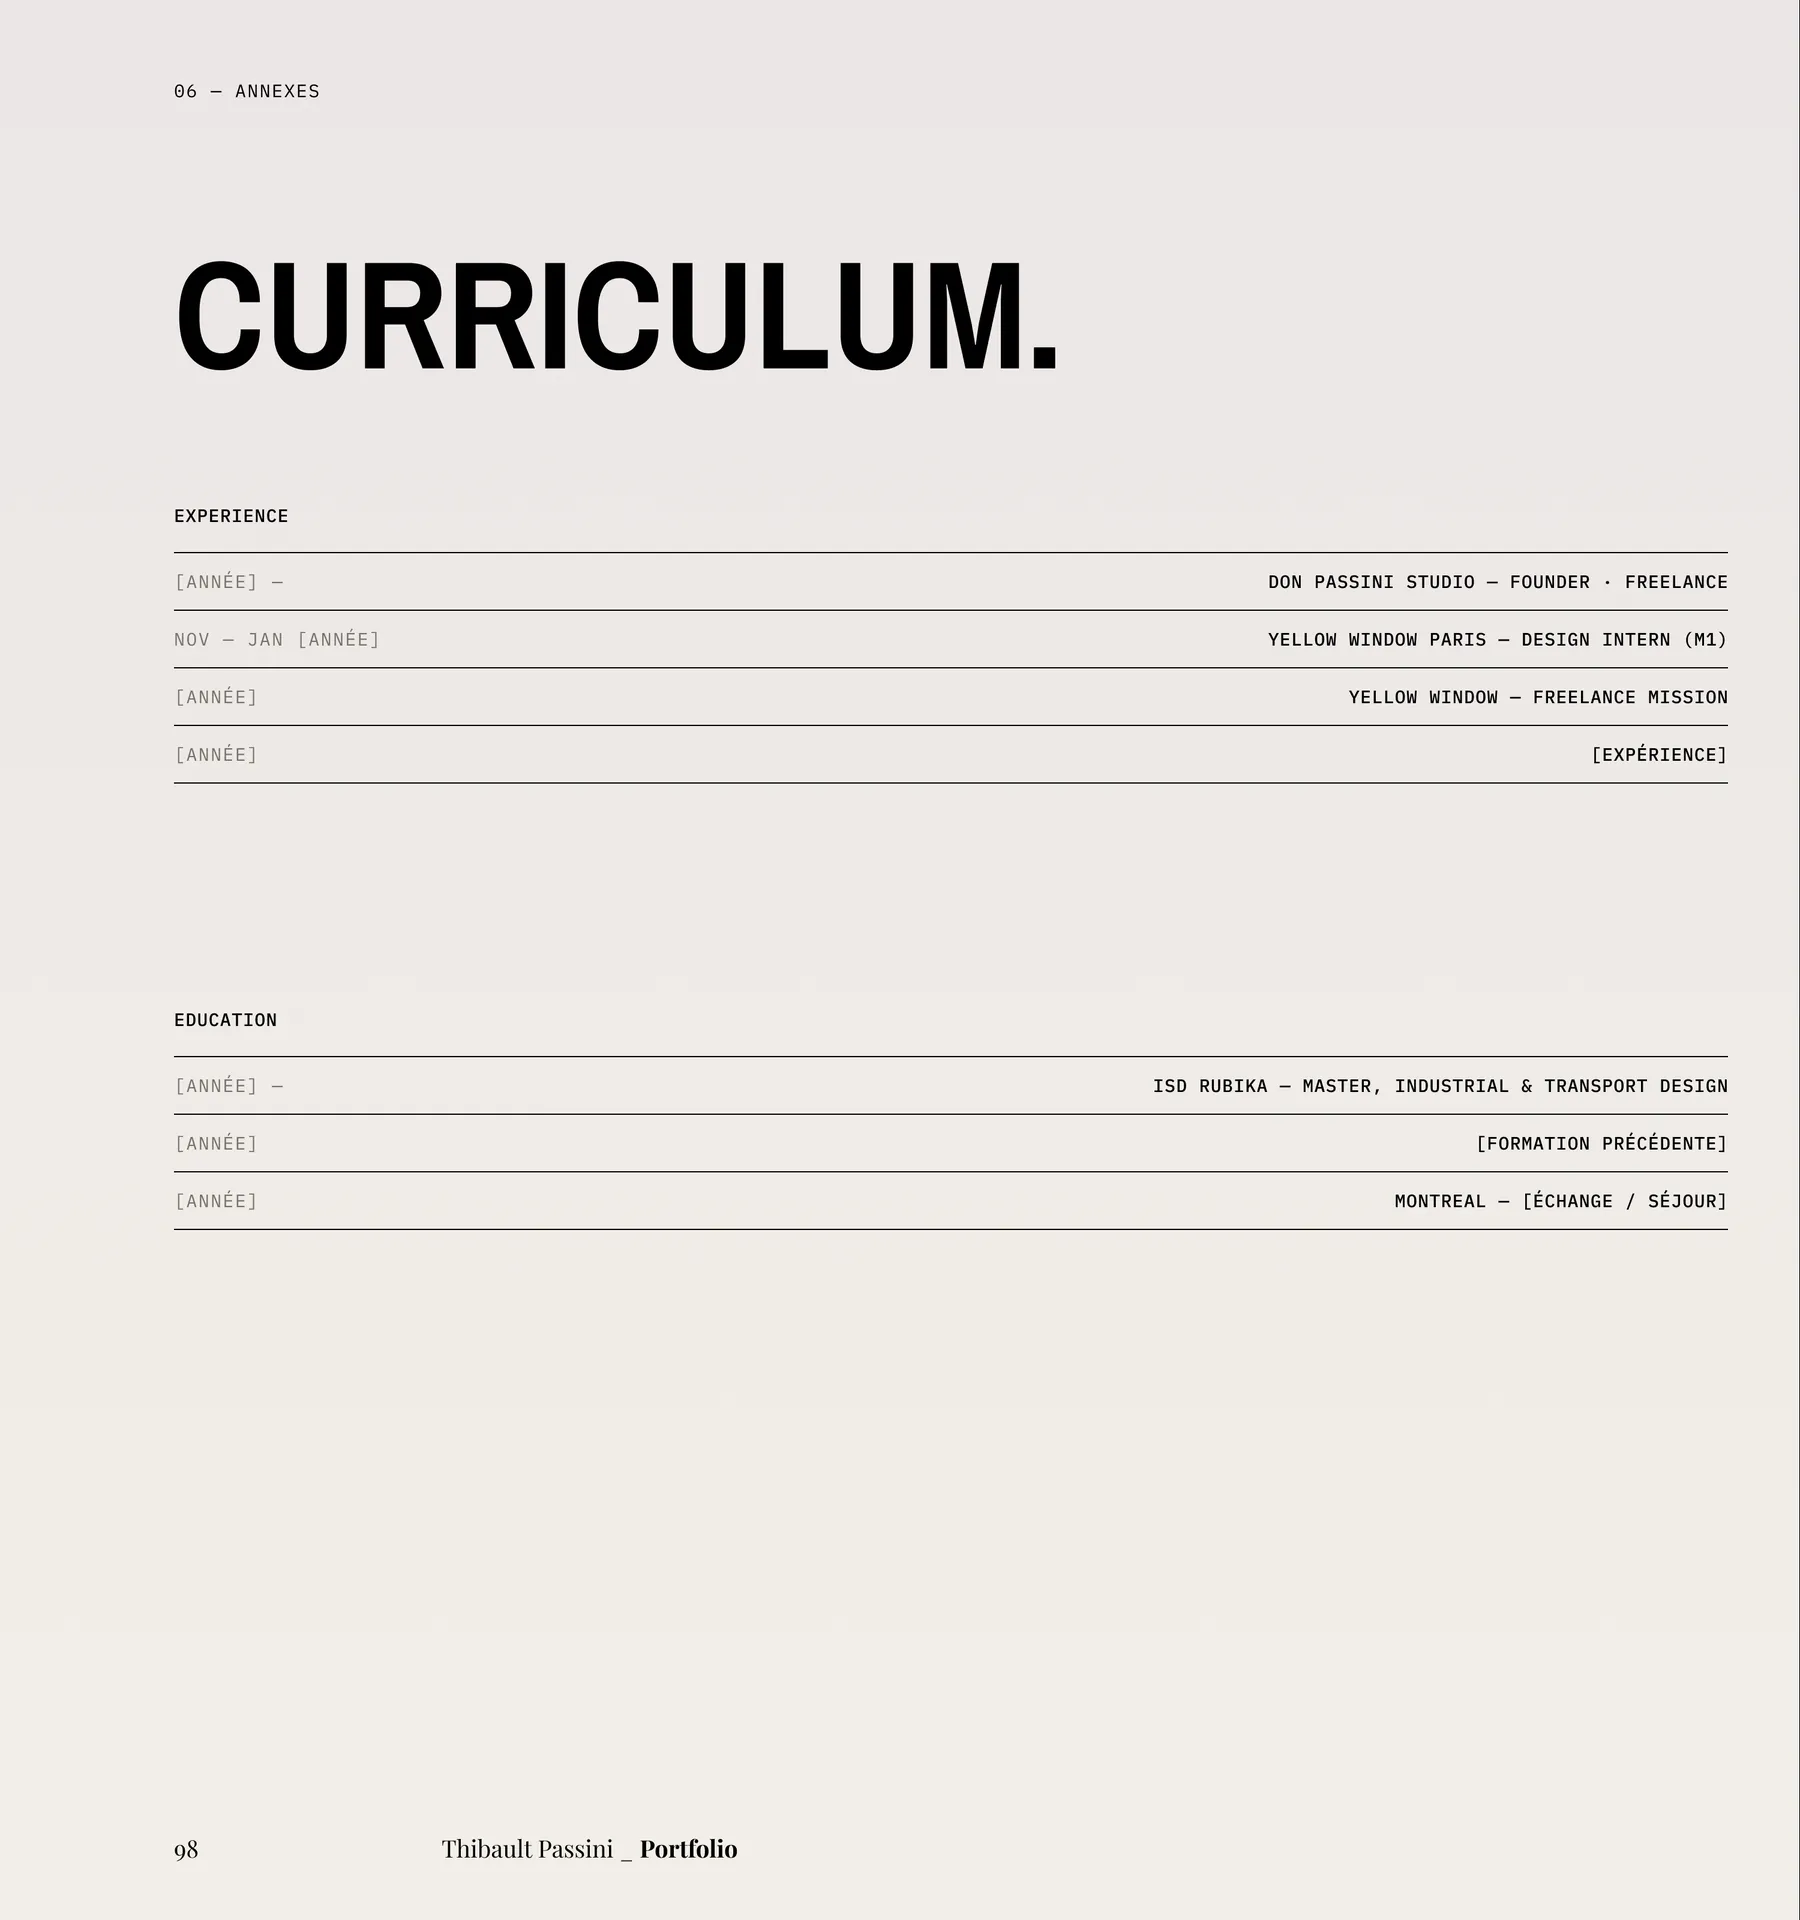 06 — ANNEXES
CURRICULUM.
EXPERIENCE
[ANNÉE] — DON PASSINI STUDIO — FOUNDER · FREELANCE
NOV — JAN [ANNÉE] YELLOW WINDOW PARIS — DESIGN INTERN (M1)
[ANNÉE] YELLOW WINDOW — FREELANCE MISSION
[ANNÉE] [EXPÉRIENCE]
EDUCATION
[ANNÉE] — ISD RUBIKA — MASTER, INDUSTRIAL & TRANSPORT DESIGN
[ANNÉE] [FORMATION PRÉCÉDENTE]
[ANNÉE] MONTREAL — [ÉCHANGE / SÉJOUR]
98 Thibault Passini _ Portfolio